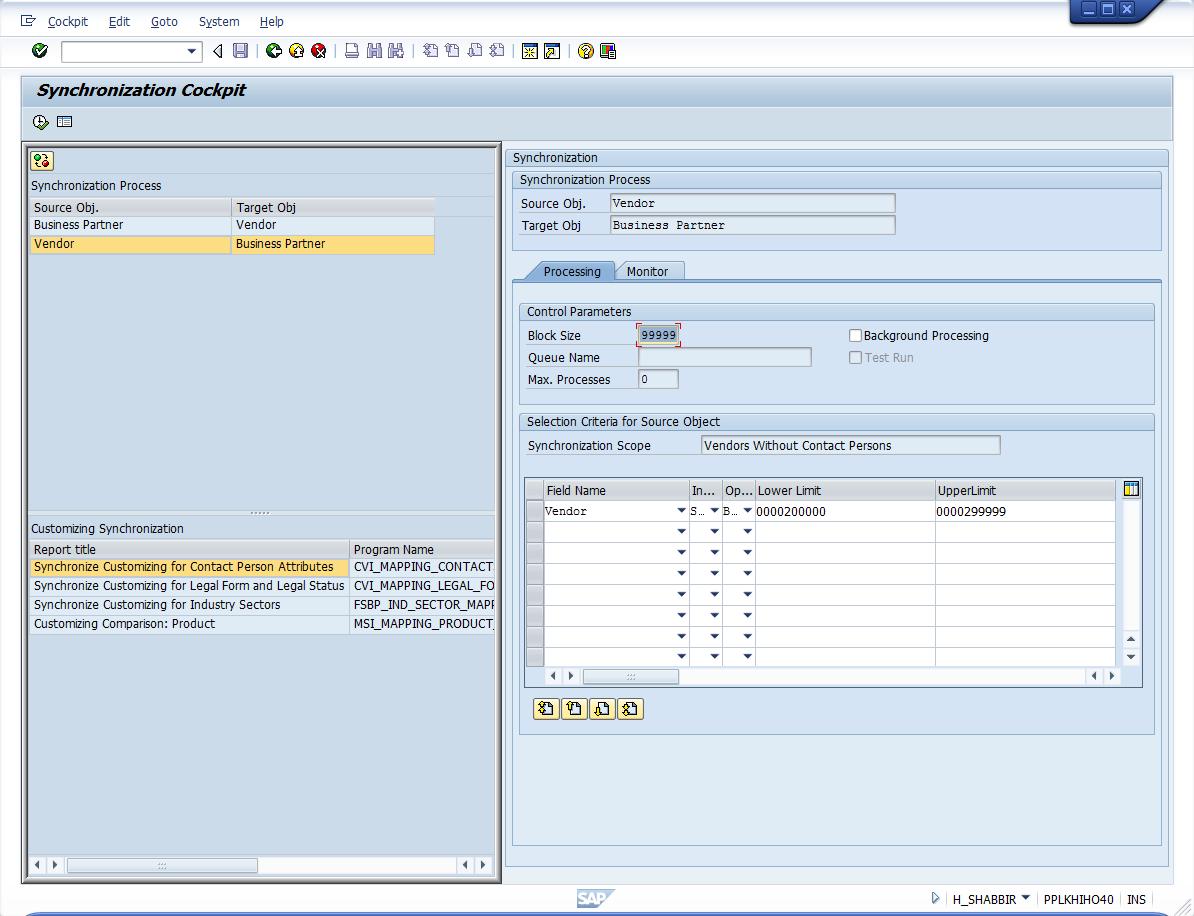 Cockpit Edit Goto System Help
Synchronization Cockpit
Synchronization Process
Source Obj. Target Obj
Business Partner Vendor
Vendor Business Partner
Customizing Synchronization
Report title Program Name
Synchronize Customizing for Contact Person Attributes CVI_MAPPING_CONTACT
Synchronize Customizing for Legal Form and Legal Status CVI_MAPPING_LEGAL_FO
Synchronize Customizing for Industry Sectors FSBP_IND_SECTOR_MAPP
Customizing Comparison: Product MSI_MAPPING_PRODUCT_
Synchronization
Synchronization Process
Source Obj. Vendor
Target Obj Business Partner
Processing Monitor
Control Parameters
Block Size 99999 Background Processing
Queue Name Test Run
Max. Processes 0
Selection Criteria for Source Object
Synchronization Scope Vendors Without Contact Persons
Field Name In... Op... Lower Limit UpperLimit
Vendor S.. B.. 0000200000 0000299999
SAP H_SHABBIR PPLKHIHO40 INS